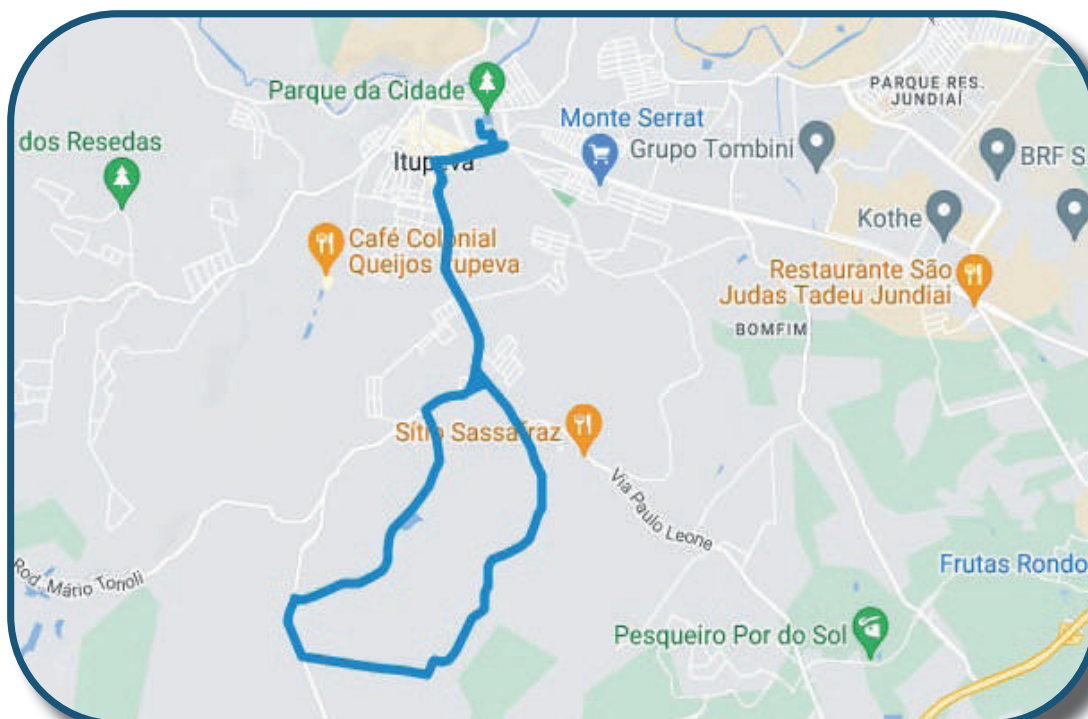 PARQUE RES.
JUNDIAÍ
Parque da Cidade
Monte Serrat
dos Resedas
Grupo Tombini
BRF S
Itupeva
Kothe
Café Colonial
Queijos Itupeva
Restaurante São
Judas Tadeu Jundiai
BOMFIM
Sítio Sassafraz
Via Paulo Leone
Rod. Mário Tonoli
Frutas Rondo
Pesqueiro Por do Sol